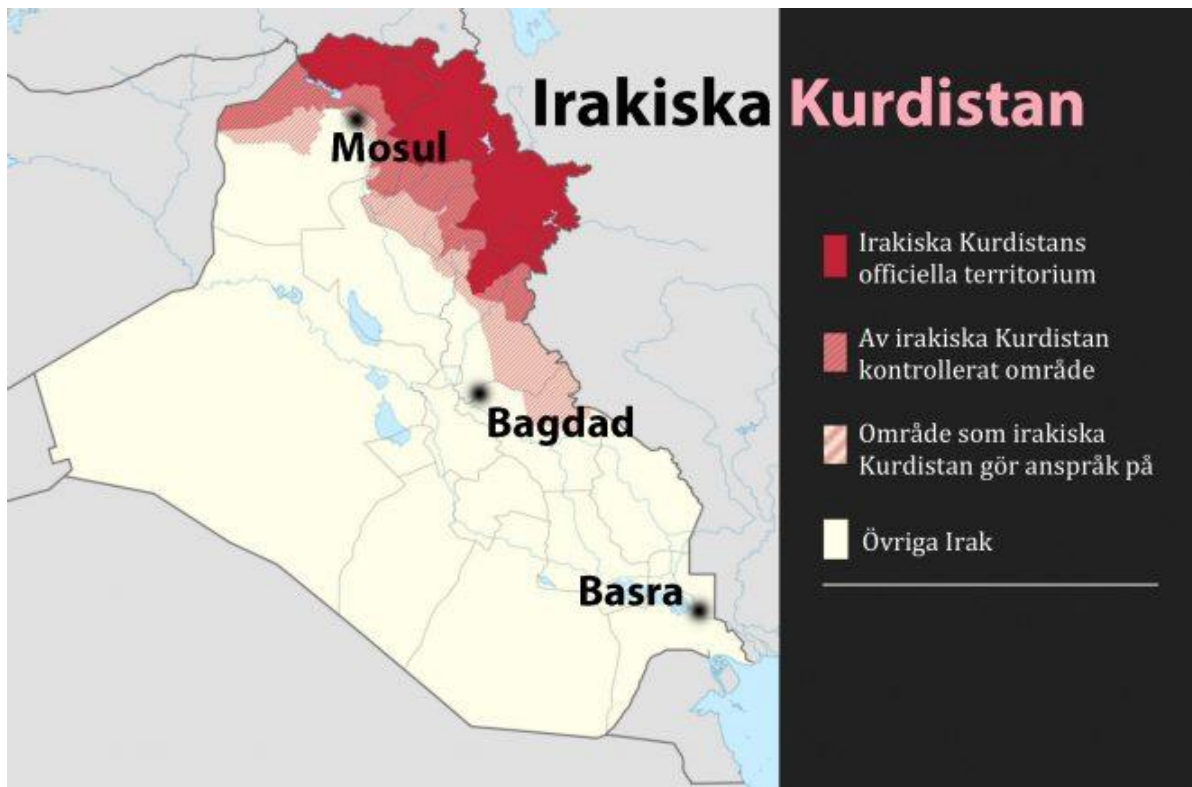 Irakiska Kurdistan
Mosul
Bagdad
Basra
Irakiska Kurdistans
officiella territorium
Av irakiska Kurdistan
kontrollerat område
Område som irakiska
Kurdistan gör anspråk på
Övriga Irak